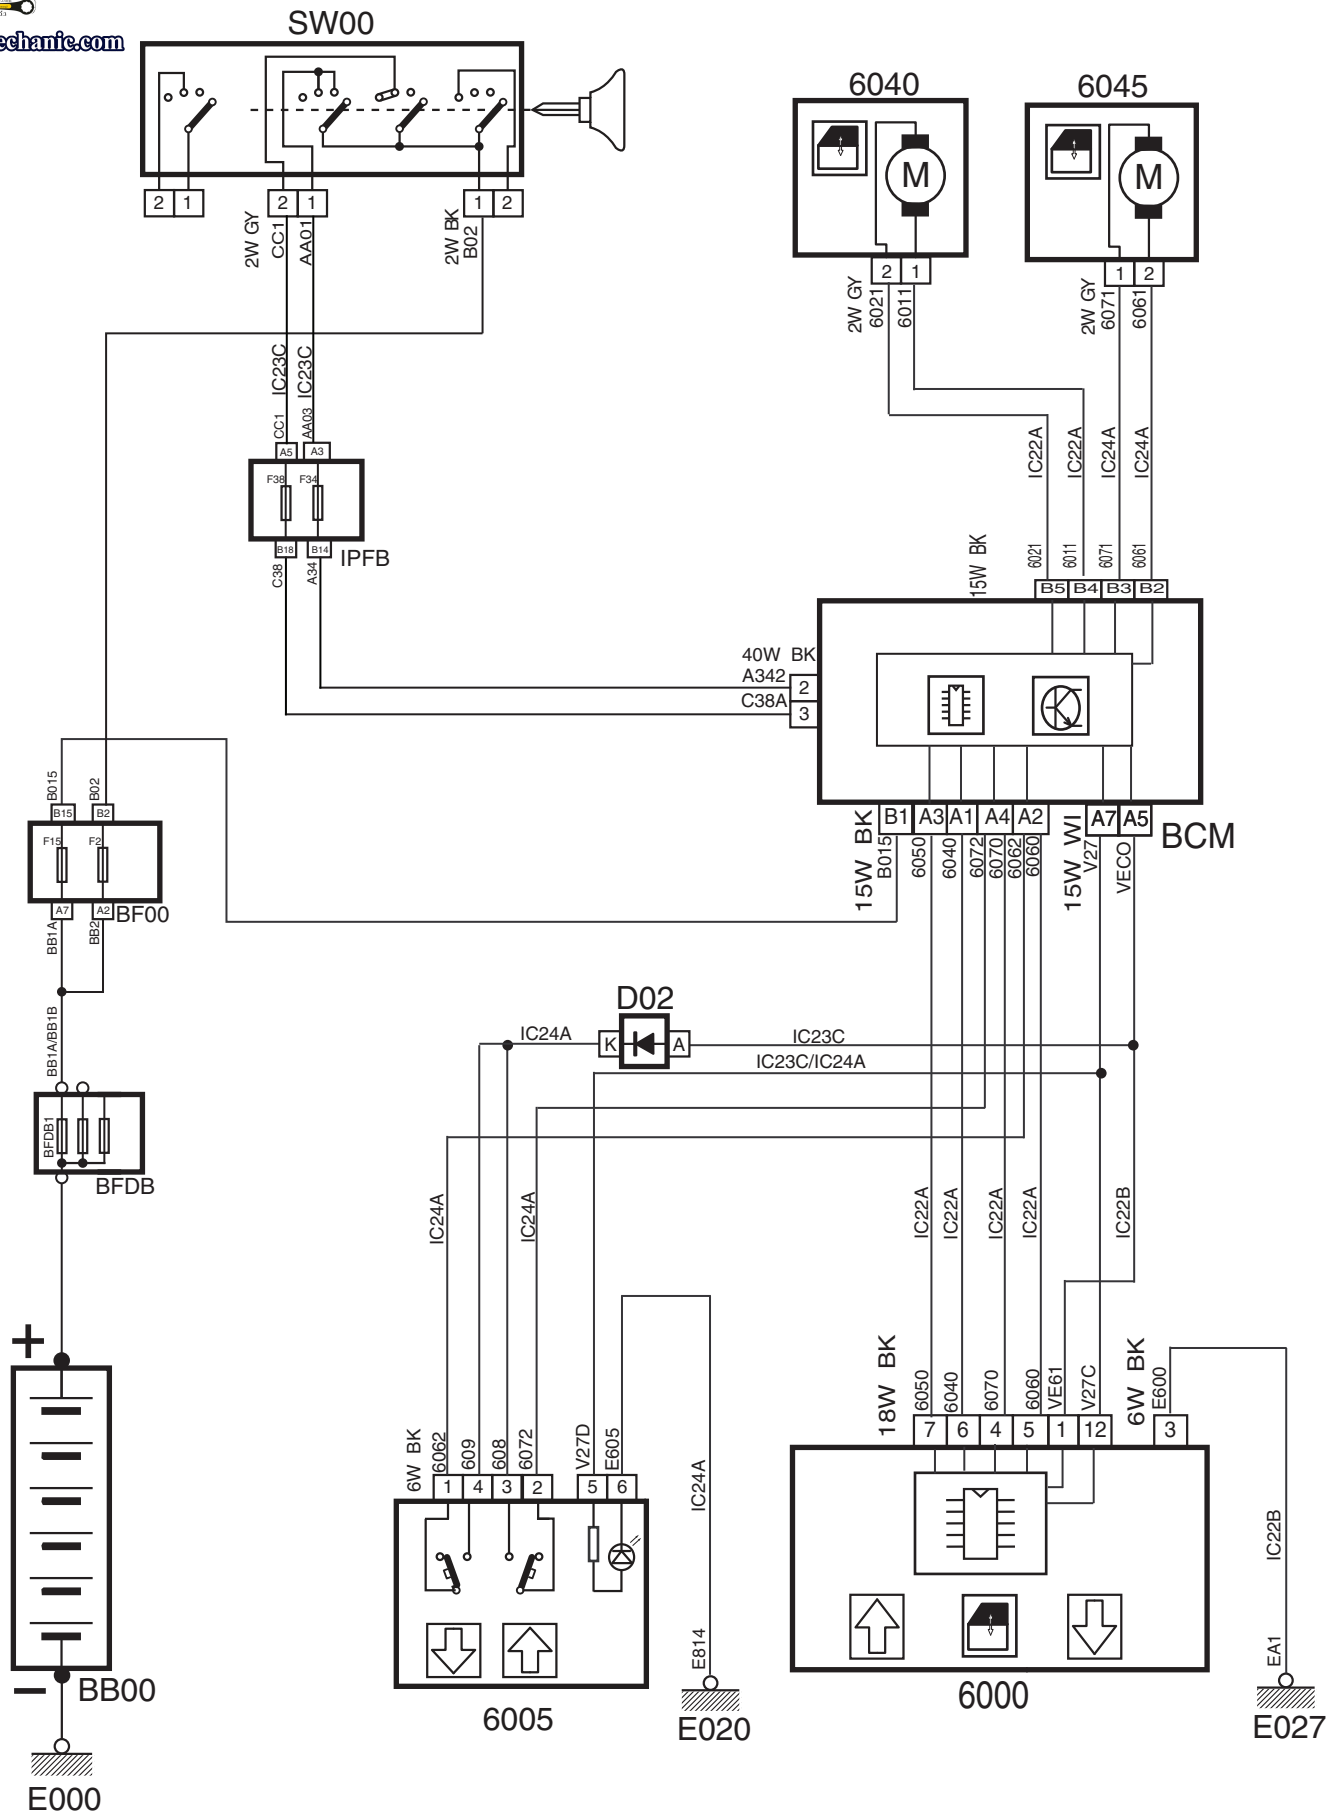 echanic.com
SW00
2 1
2 1
1 2
2W GY
CC1
AA01
2W BK
B02
6040
M
2 1
2W GY
6021
6011
6045
M
1 2
2W GY
6071
6061
IC23C
IC23C
CC1
AA03
A5 A3
F38 F34
B18 B14
IPFB
C38
A34
IC22A
IC22A
IC24A
IC24A
15W BK
6021
6011
6071
6061
B5 B4 B3 B2
40W BK
A342
2
C38A
3
B015
B02
B15 B2
F15 F2
A7 A2
BF00
BB1A
BB2
B1 A3 A1 A4 A2
A7 A5
BCM
15W BK
B015
6050
6040
6072
6070
6062
6060
15W WI
V27
VECO
BB1A/BB1B
D02
IC24A
K A
IC23C
IC23C/IC24A
BFDB1
BFDB
IC24A
IC24A
IC22A
IC22A
IC22A
IC22A
IC22B
+
BB00
−
E000
6W BK
6062
609
608
6072
V27D
E605
1 4 3 2 5 6
6005
IC24A
E814
E020
18W BK
6050
6040
6070
6060
VE61
V27C
6W BK
E600
7 6 4 5 1 12
3
6000
IC22B
EA1
E027